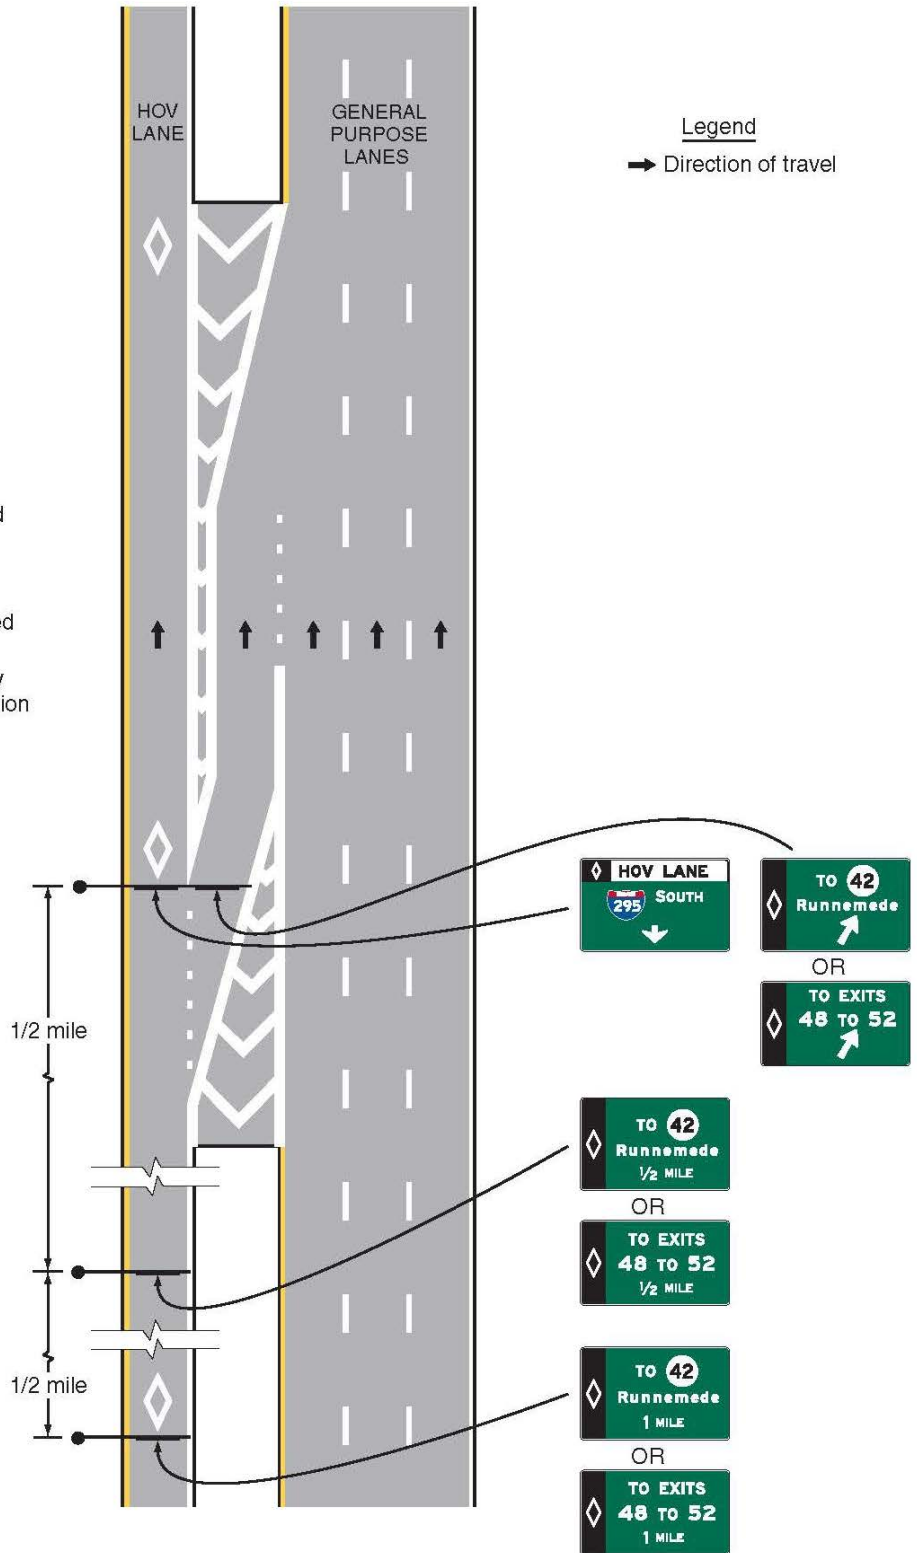 HOV
LANE
GENERAL
PURPOSE
LANES
Legend
Direction of travel
d
ed
y
ion
HOV LANE
295
SOUTH
TO 42
Runnemede
OR
TO EXITS
48 TO 52
1/2 mile
TO 42
Runnemede
1/2 MILE
OR
TO EXITS
48 TO 52
1/2 MILE
1/2 mile
TO 42
Runnemede
1 MILE
OR
TO EXITS
48 TO 52
1 MILE